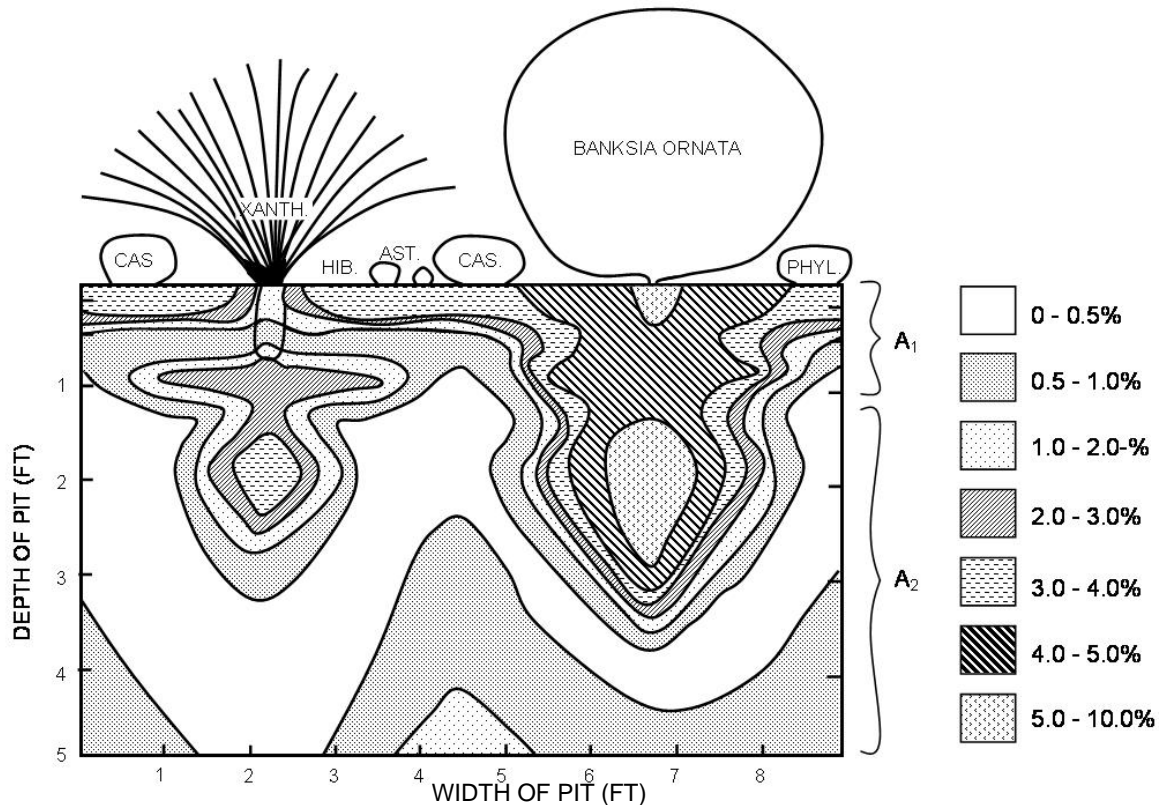 BANKSIA ORNATA
XANTH.
CAS
HIB.
AST.
CAS.
PHYL.
A1
A2
DEPTH OF PIT (FT)
1
2
3
4
5
1 2 3 4 5 6 7 8
WIDTH OF PIT (FT)
0 - 0.5%
0.5 - 1.0%
1.0 - 2.0-%
2.0 - 3.0%
3.0 - 4.0%
4.0 - 5.0%
5.0 - 10.0%